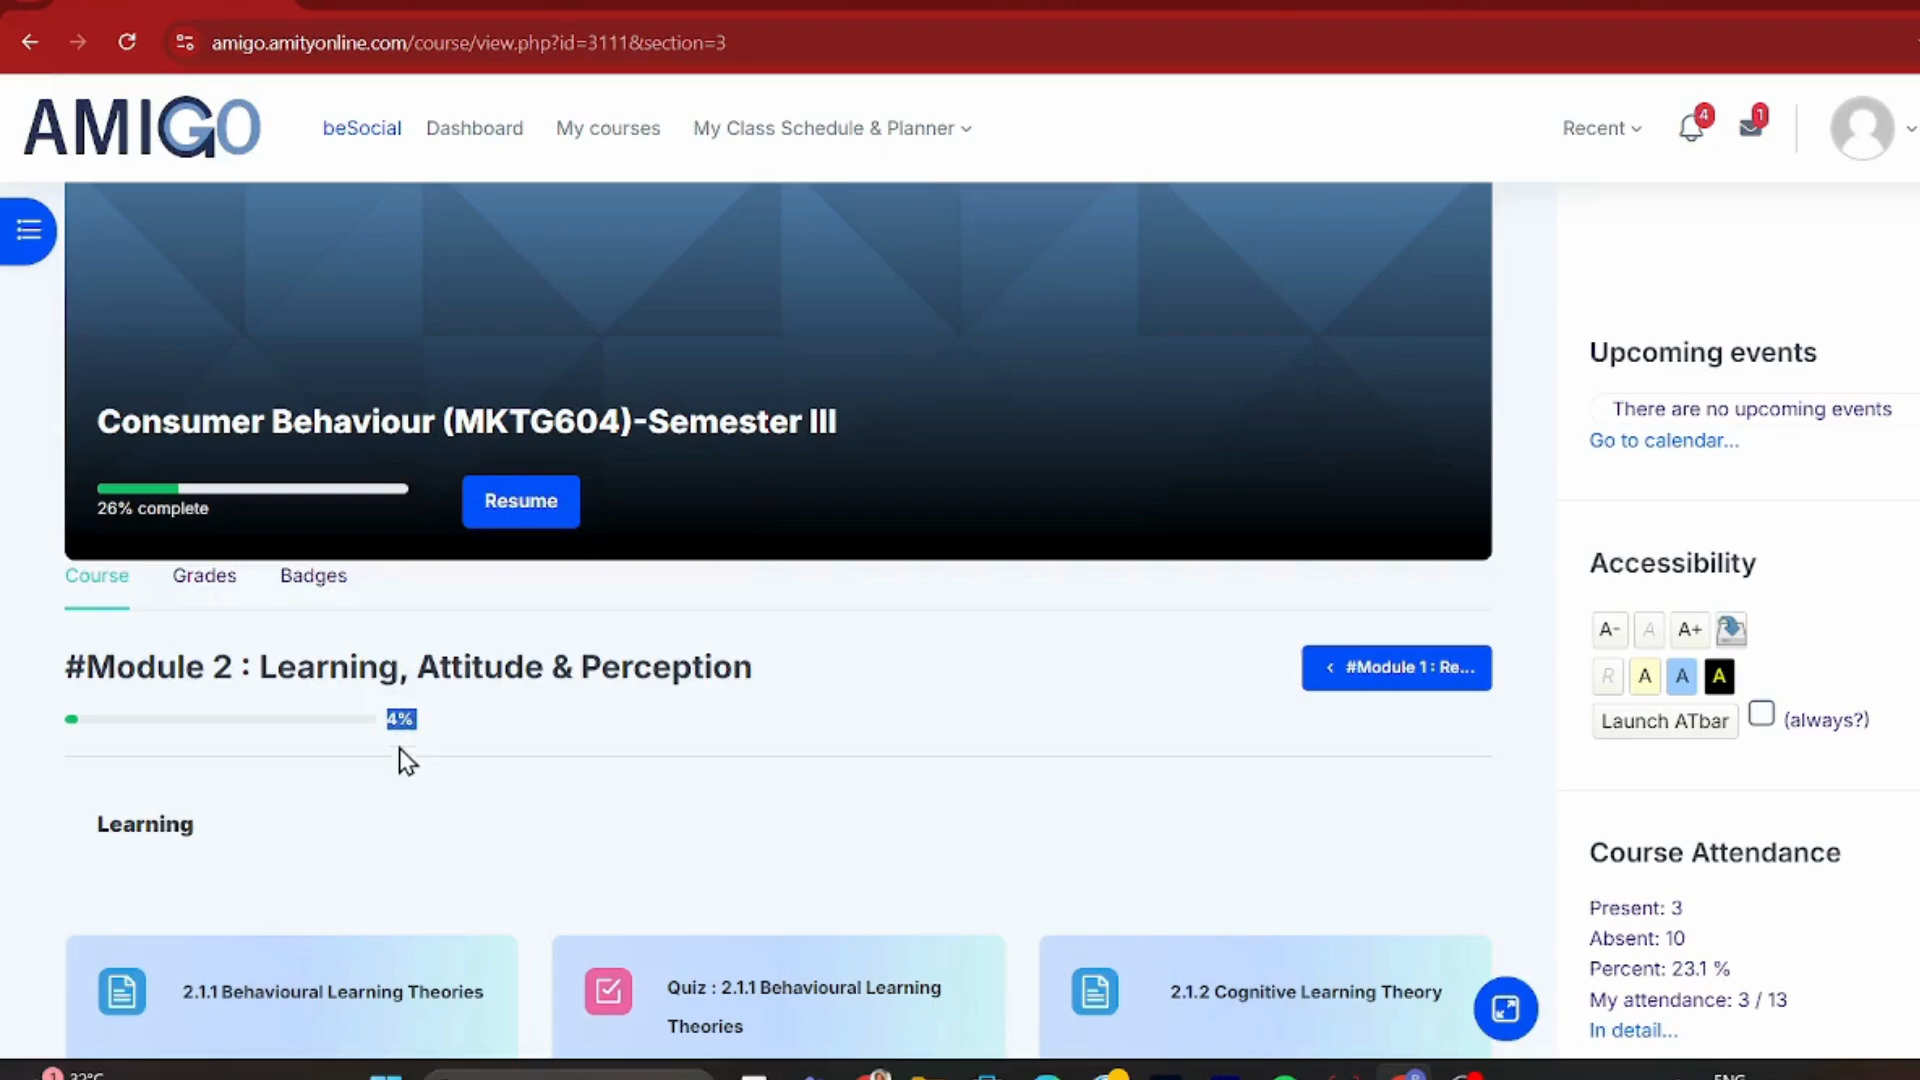 amigo.amityonline.com/course/view.php?id=3111&section=3
AMIGO
beSocial
Dashboard
My courses
My Class Schedule & Planner
Recent
4
1
Consumer Behaviour (MKTG604)-Semester III
26% complete
Resume
Course
Grades
Badges
#Module 2 : Learning, Attitude & Perception
#Module 1 : Re...
4%
Learning
2.1.1 Behavioural Learning Theories
Quiz : 2.1.1 Behavioural Learning
Theories
2.1.2 Cognitive Learning Theory
Upcoming events
There are no upcoming events
Go to calendar...
Accessibility
A- A A+
R A A A
Launch ATbar
(always?)
Course Attendance
Present: 3
Absent: 10
Percent: 23.1 %
My attendance: 3 / 13
In detail...
1
32°C
ENG